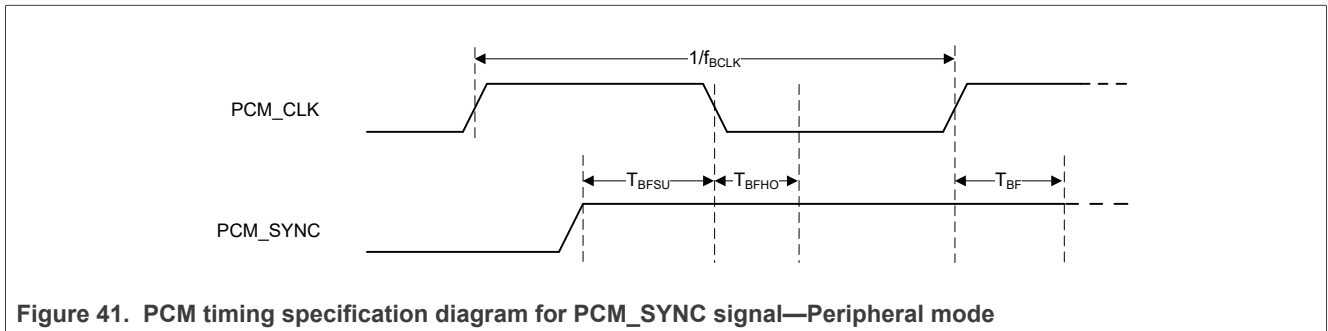 1/fBCLK
PCM_CLK
TBFSU
TBFHO
TBF
PCM_SYNC
Figure 41. PCM timing specification diagram for PCM_SYNC signal—Peripheral mode